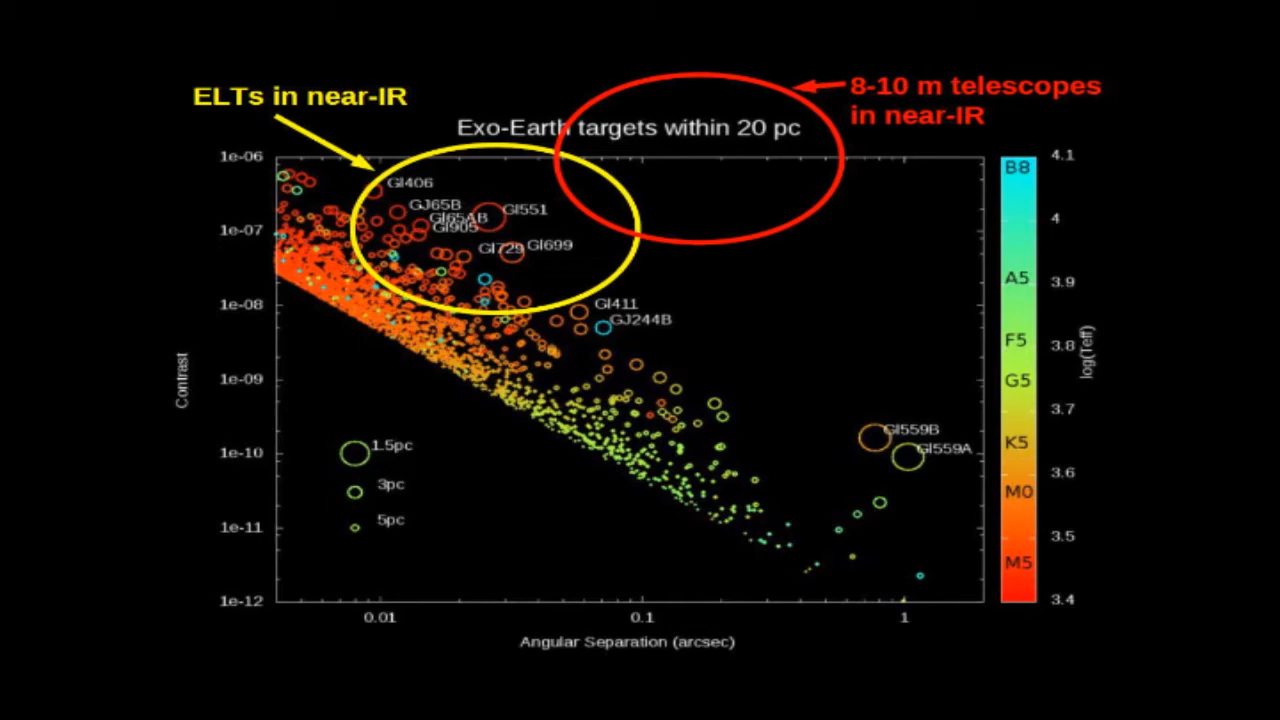 ELTs in near-IR
8-10 m telescopes
in near-IR
Exo-Earth targets within 20 pc
1e-06
1e-07
1e-08
1e-09
1e-10
1e-11
1e-12
Contrast
Gl406
GJ65B
Gl65AB
Gl905
Gl551
Gl729
Gl699
Gl411
GJ244B
Gl559B
Gl559A
1.5pc
3pc
5pc
0.01
0.1
1
Angular Separation (arcsec)
B8
A5
F5
G5
K5
M0
M5
4.1
4
3.9
3.8
3.7
3.6
3.5
3.4
log(Teff)